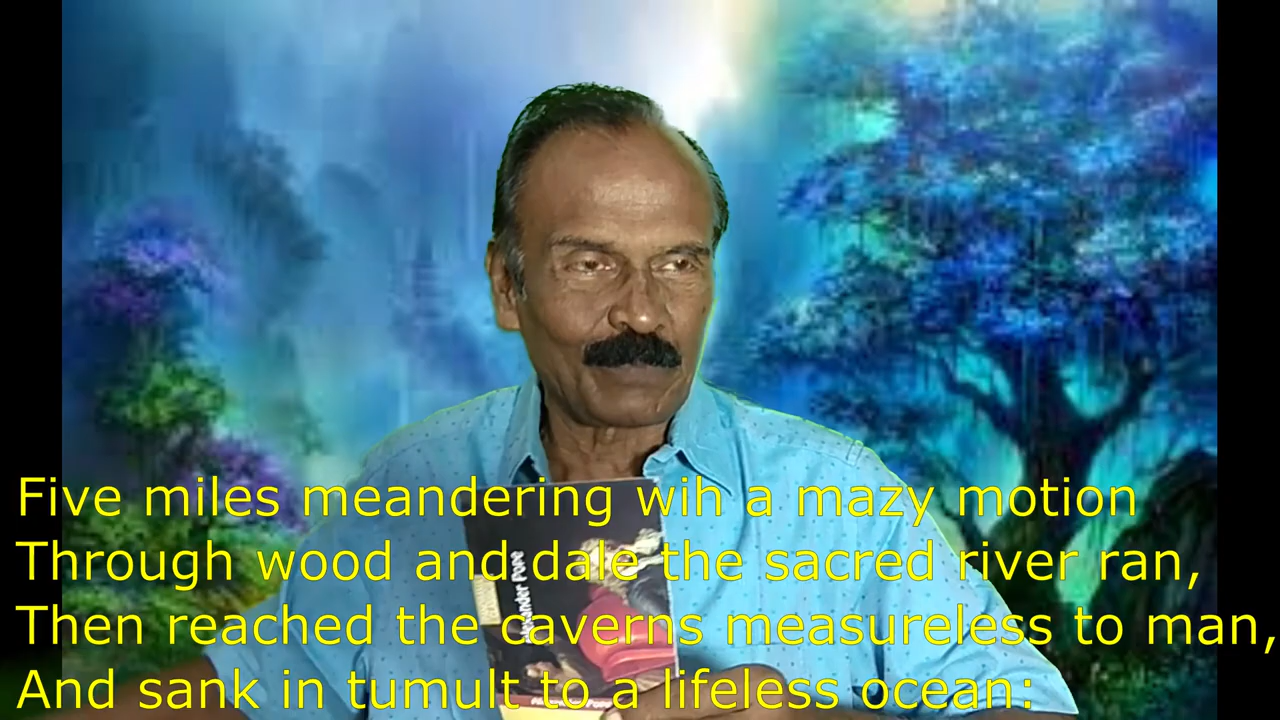 Five miles meandering wih a mazy motion
Through wood and dale the sacred river ran,
Then reached the caverns measureless to man,
And sank in tumult to a lifeless ocean:
Pope